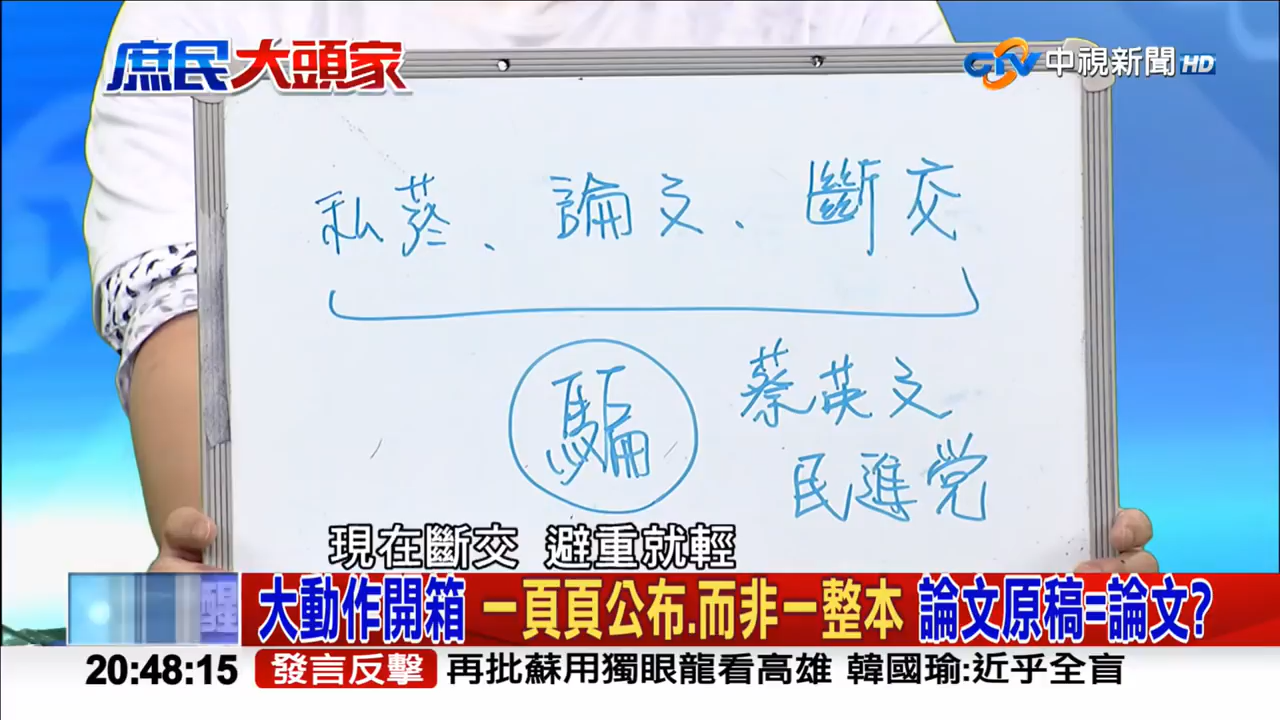 庶民大頭家
CTV中視新聞HD
私菸、論文、斷交
騙
蔡英文
民進党
現在斷交 避重就輕
大動作開箱 一頁頁公布.而非一整本 論文原稿=論文?
20:48:15 發言反擊 再批蘇用獨眼龍看高雄 韓國瑜:近乎全盲